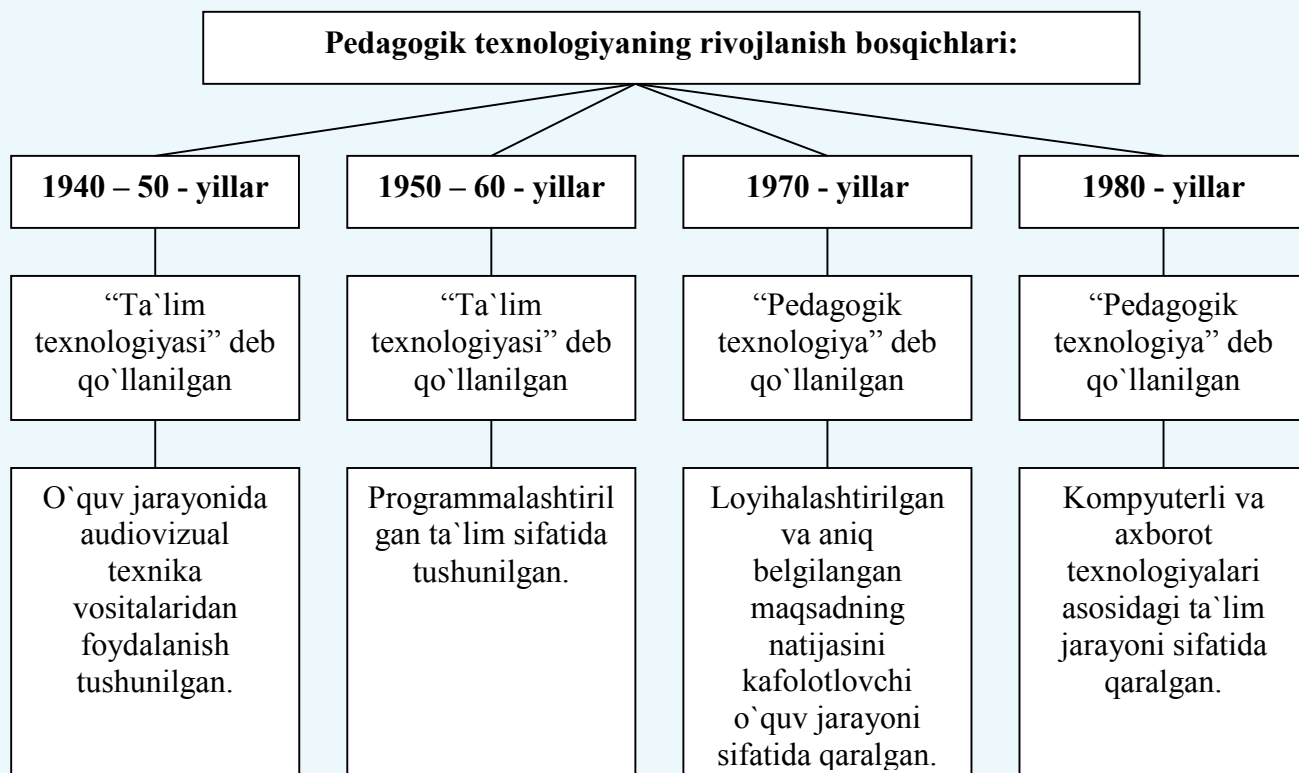 Pedagogik texnologiyaning rivojlanish bosqichlari:
1940 – 50 - yillar
1950 – 60 - yillar
1970 - yillar
1980 - yillar
“Ta`lim
texnologiyasi” deb
qo`llanilgan
“Ta`lim
texnologiyasi” deb
qo`llanilgan
“Pedagogik
texnologiya” deb
qo`llanilgan
“Pedagogik
texnologiya” deb
qo`llanilgan
O`quv jarayonida
audiovizual
texnika
vositalaridan
foydalanish
tushunilgan.
Programmalashtiril
gan ta`lim sifatida
tushunilgan.
Loyihalashtirilgan
va aniq
belgilangan
maqsadning
natijasini
kafolotlovchi
o`quv jarayoni
sifatida qaralgan.
Kompyuterli va
axborot
texnologiyalari
asosidagi ta`lim
jarayoni sifatida
qaralgan.